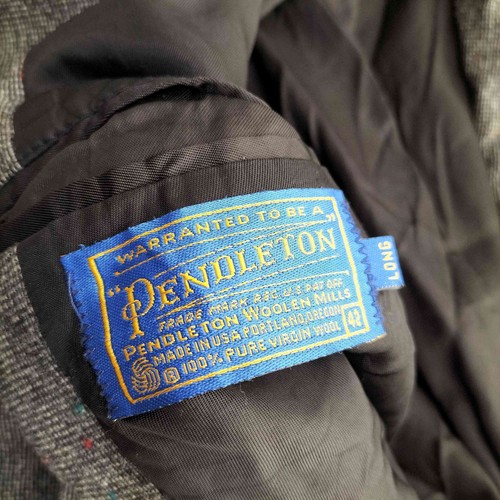 WARRANTED TO BE A
"PENDLETON"
TRADE MARK REG. U.S. PAT. OFF.
PENDLETON WOOLEN MILLS
MADE IN U.S.A. PORTLAND, OREGON
® 100% PURE VIRGIN WOOL
42
LONG